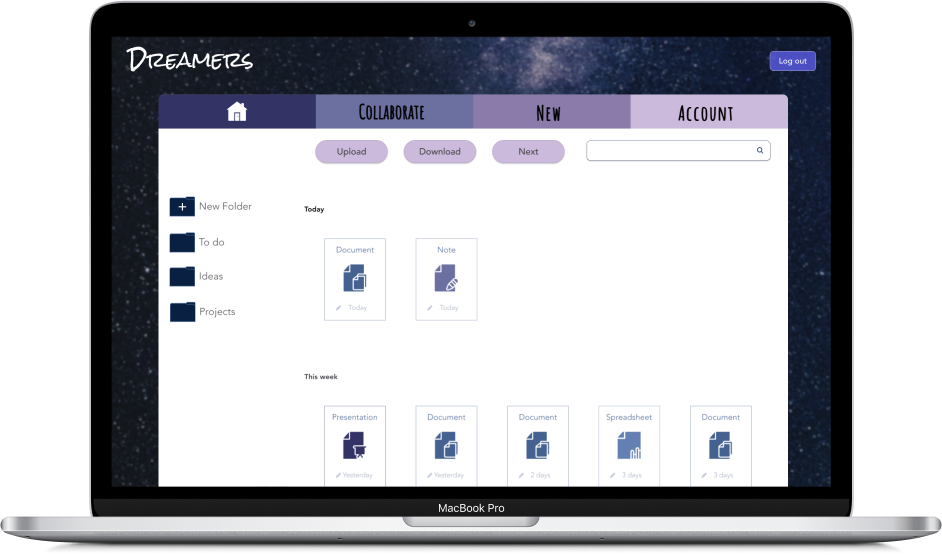 DREAMERS
Log out
COLLABORATE
NEW
ACCOUNT
Upload
Download
Next
New Folder
To do
Ideas
Projects
Today
Document
Note
Today
Today
This week
Presentation
Document
Document
Spreadsheet
Document
Yesterday
Yesterday
2 days
3 days
3 days
MacBook Pro